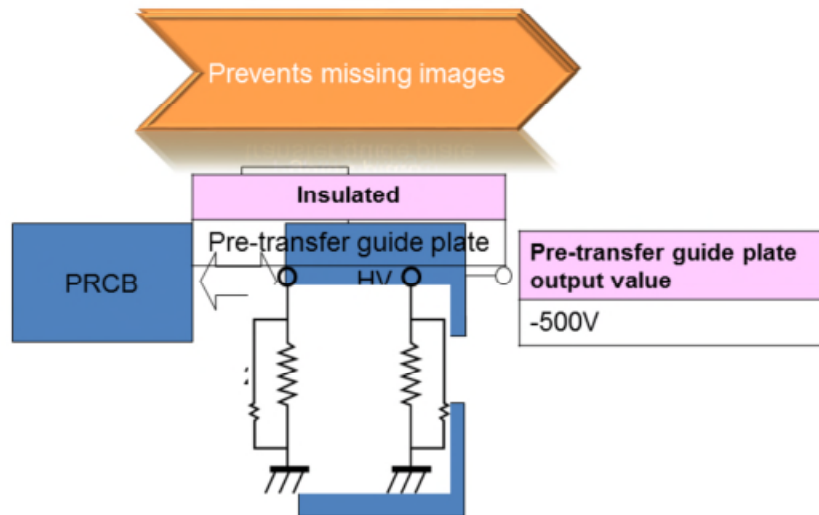 Prevents missing images
Insulated
Pre-transfer guide plate
PRCB
HV
Pre-transfer guide plate
output value
-500V